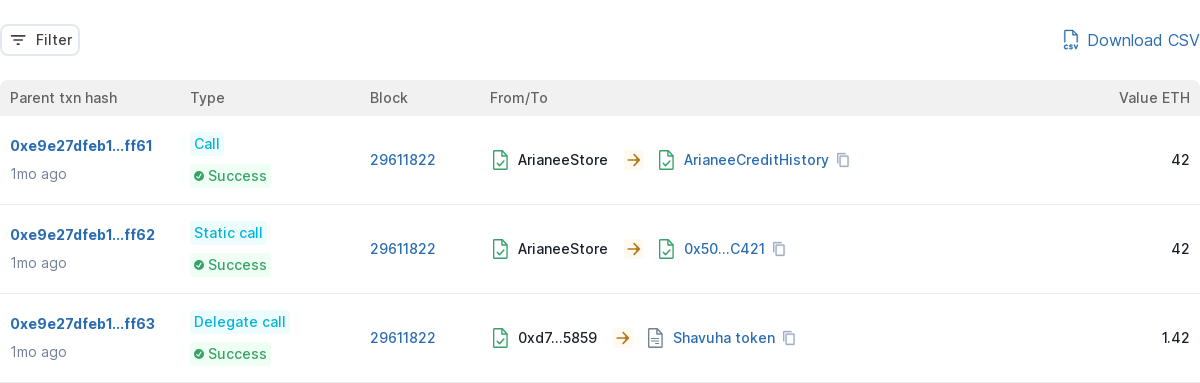 Filter
CSV Download CSV
Parent txn hash Type Block From/To Value ETH
0xe9e27dfeb1...ff61 Call 29611822 ArianeeStore ArianeeCreditHistory 42
1mo ago Success
0xe9e27dfeb1...ff62 Static call 29611822 ArianeeStore 0x50...C421 42
1mo ago Success
0xe9e27dfeb1...ff63 Delegate call 29611822 0xd7...5859 Shavuha token 1.42
1mo ago Success